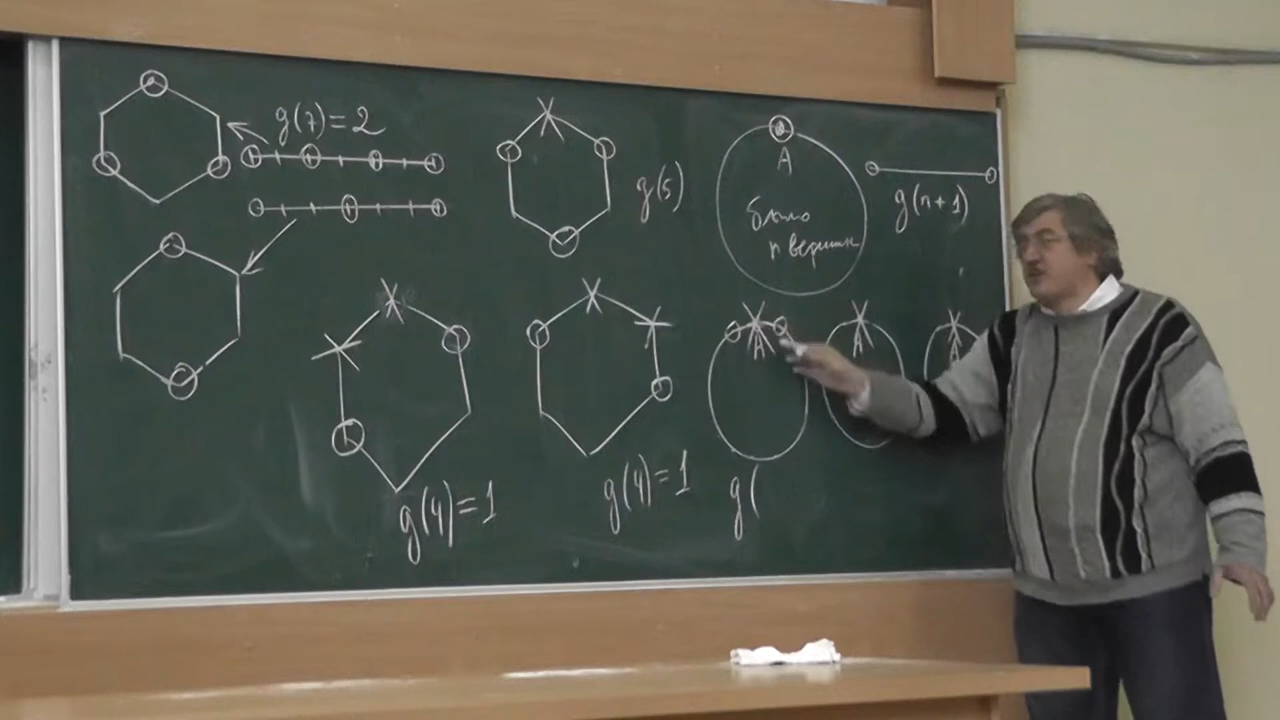 g(7)=2
g(5)
A
было
n вершин
g(n+1)
A
A
A
g(4)=1
g(4)=1
g(